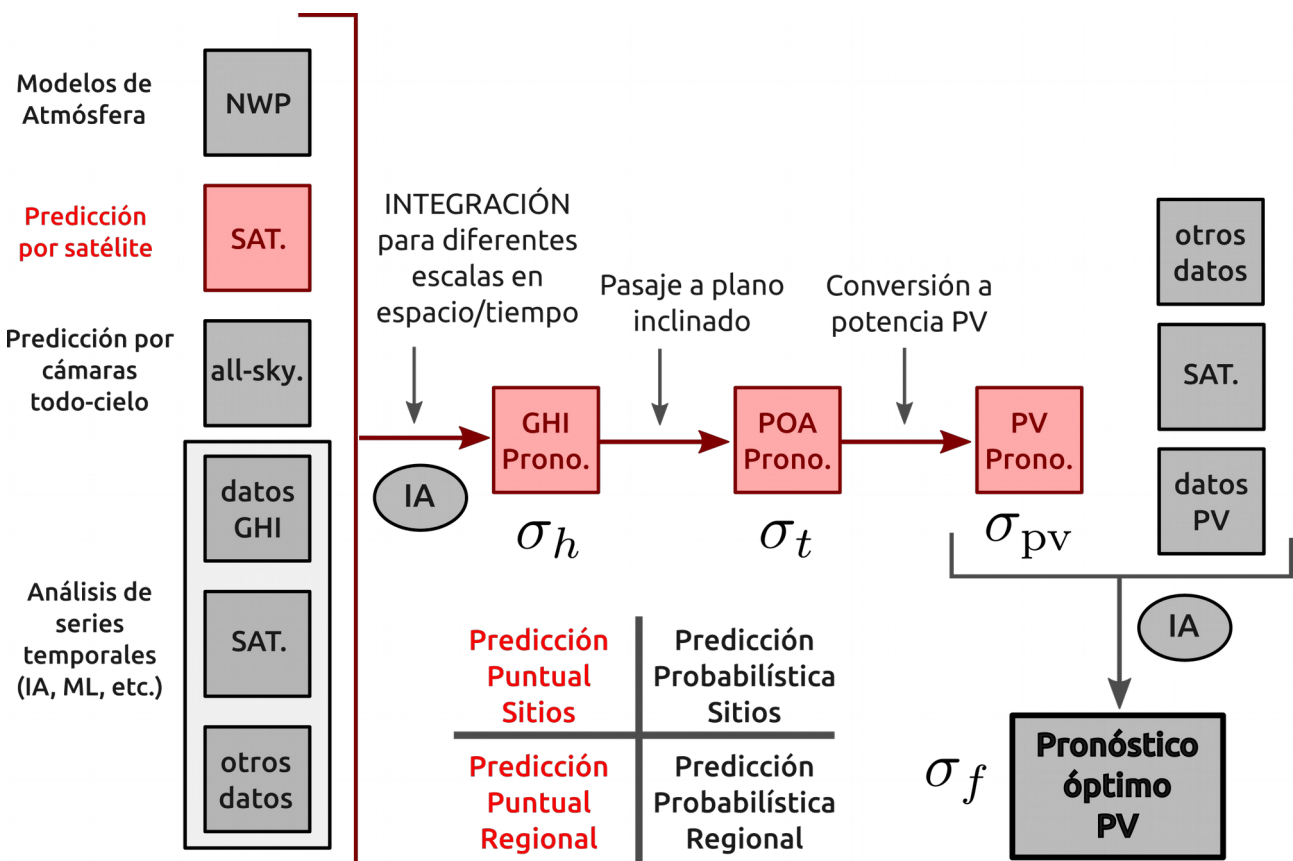 Modelos de
Atmósfera
NWP
Predicción
por satélite
SAT.
Predicción por
cámaras
todo-cielo
all-sky.
Análisis de
series
temporales
(IA, ML, etc.)
datos
GHI
SAT.
otros
datos
INTEGRACIÓN
para diferentes
escalas en
espacio/tiempo
IA
GHI
Prono.
σh
Pasaje a plano
inclinado
POA
Prono.
σt
Conversión a
potencia PV
PV
Prono.
σpv
otros
datos
SAT.
datos
PV
IA
σf
Pronóstico
óptimo
PV
Predicción
Puntual
Sitios
Predicción
Probabilística
Sitios
Predicción
Puntual
Regional
Predicción
Probabilística
Regional